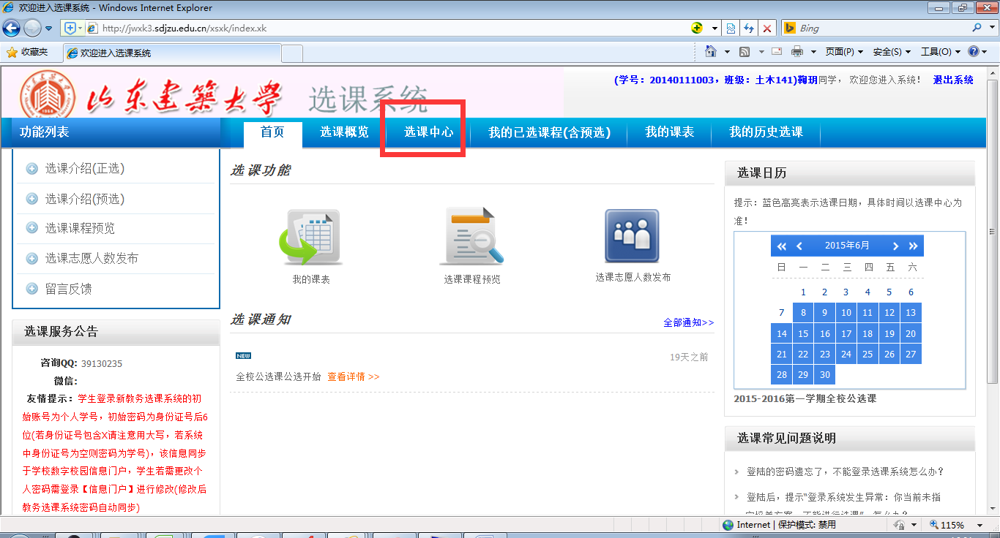 欢迎进入选课系统 - Windows Internet Explorer
http://jwxk3.sdjzu.edu.cn/xsxk/index.xk
Bing
收藏夹
欢迎进入选课系统
页面(P)
安全(S)
工具(O)
山东建筑大学
选课系统
(学号：20140111003，班级：土木141)鞠玥同学， 欢迎您进入系统！ 退出系统
功能列表
首页
选课概览
选课中心
我的已选课程(含预选)
我的课表
我的历史选课
选课介绍(正选)
选课介绍(预选)
选课课程预览
选课志愿人数发布
留言反馈
选课服务公告
咨询QQ: 39130235
微信:
友情提示：学生登录新教务选课系统的初
始账号为个人学号，初始密码为身份证号后6
位(若身份证号包含X请注意用大写，若系统
中身份证号为空则密码为学号)，该信息同步
于学校数字校园信息门户，学生若需更改个
人密码需登录【信息门户】进行修改(修改后
教务选课系统密码自动同步)
选课功能
我的课表
选课课程预览
选课志愿人数发布
选课通知
全部通知>>
NEW
19天之前
全校公选课公选开始 查看详情 >>
选课日历
提示：蓝色高亮表示选课日期，具体时间以选课中心为
准！
2015年6月
日 一 二 三 四 五 六
1 2 3 4 5 6
7 8 9 10 11 12 13
14 15 16 17 18 19 20
21 22 23 24 25 26 27
28 29 30
2015-2016第一学期全校公选课
选课常见问题说明
登陆的密码遗忘了，不能登录选课系统怎么办？
登陆后，提示“登录系统发生异常：你当前未指
Internet | 保护模式: 禁用
115%